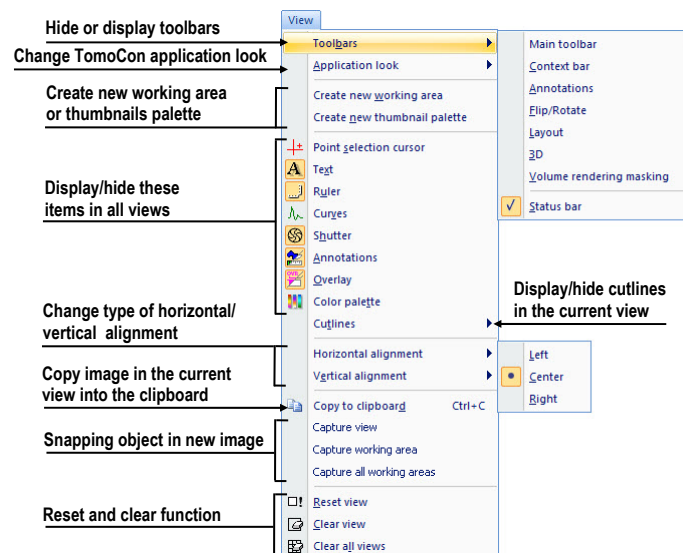 View
Hide or display toolbars
Change TomoCon application look
Create new working area
or thumbnails palette
Display/hide these
items in all views
Change type of horizontal/
vertical alignment
Copy image in the current
view into the clipboard
Snapping object in new image
Reset and clear function
Toolbars
Application look
Create new working area
Create new thumbnail palette
Point selection cursor
Text
Ruler
Curves
Shutter
Annotations
Overlay
Color palette
Cutlines
Horizontal alignment
Vertical alignment
Copy to clipboard Ctrl+C
Capture view
Capture working area
Capture all working areas
Reset view
Clear view
Clear all views
Main toolbar
Context bar
Annotations
Flip/Rotate
Layout
3D
Volume rendering masking
Status bar
Display/hide cutlines
in the current view
Left
Center
Right